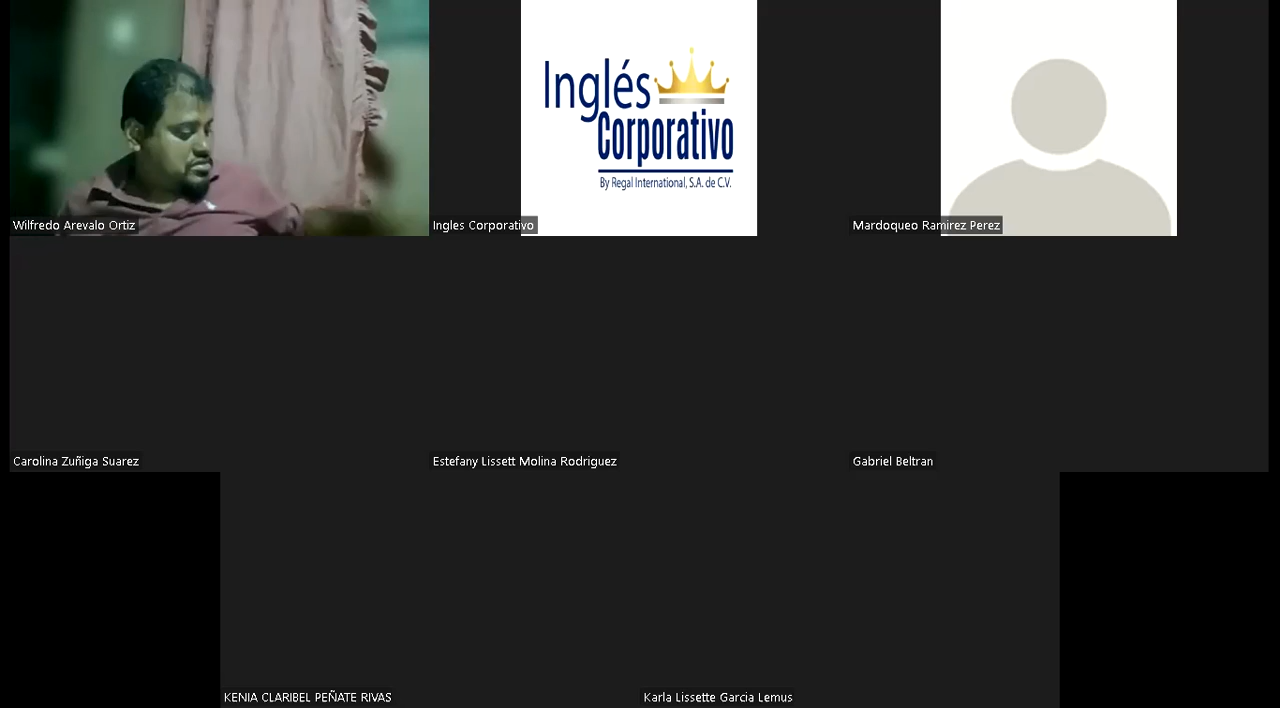 Inglés
Corporativo
By Regal International, S.A. de C.V.
Wilfredo Arevalo Ortiz
Ingles Corporativo
Mardoqueo Ramirez Perez
Carolina Zuñiga Suarez
Estefany Lissett Molina Rodriguez
Gabriel Beltran
KENIA CLARIBEL PEÑATE RIVAS
Karla Lissette Garcia Lemus